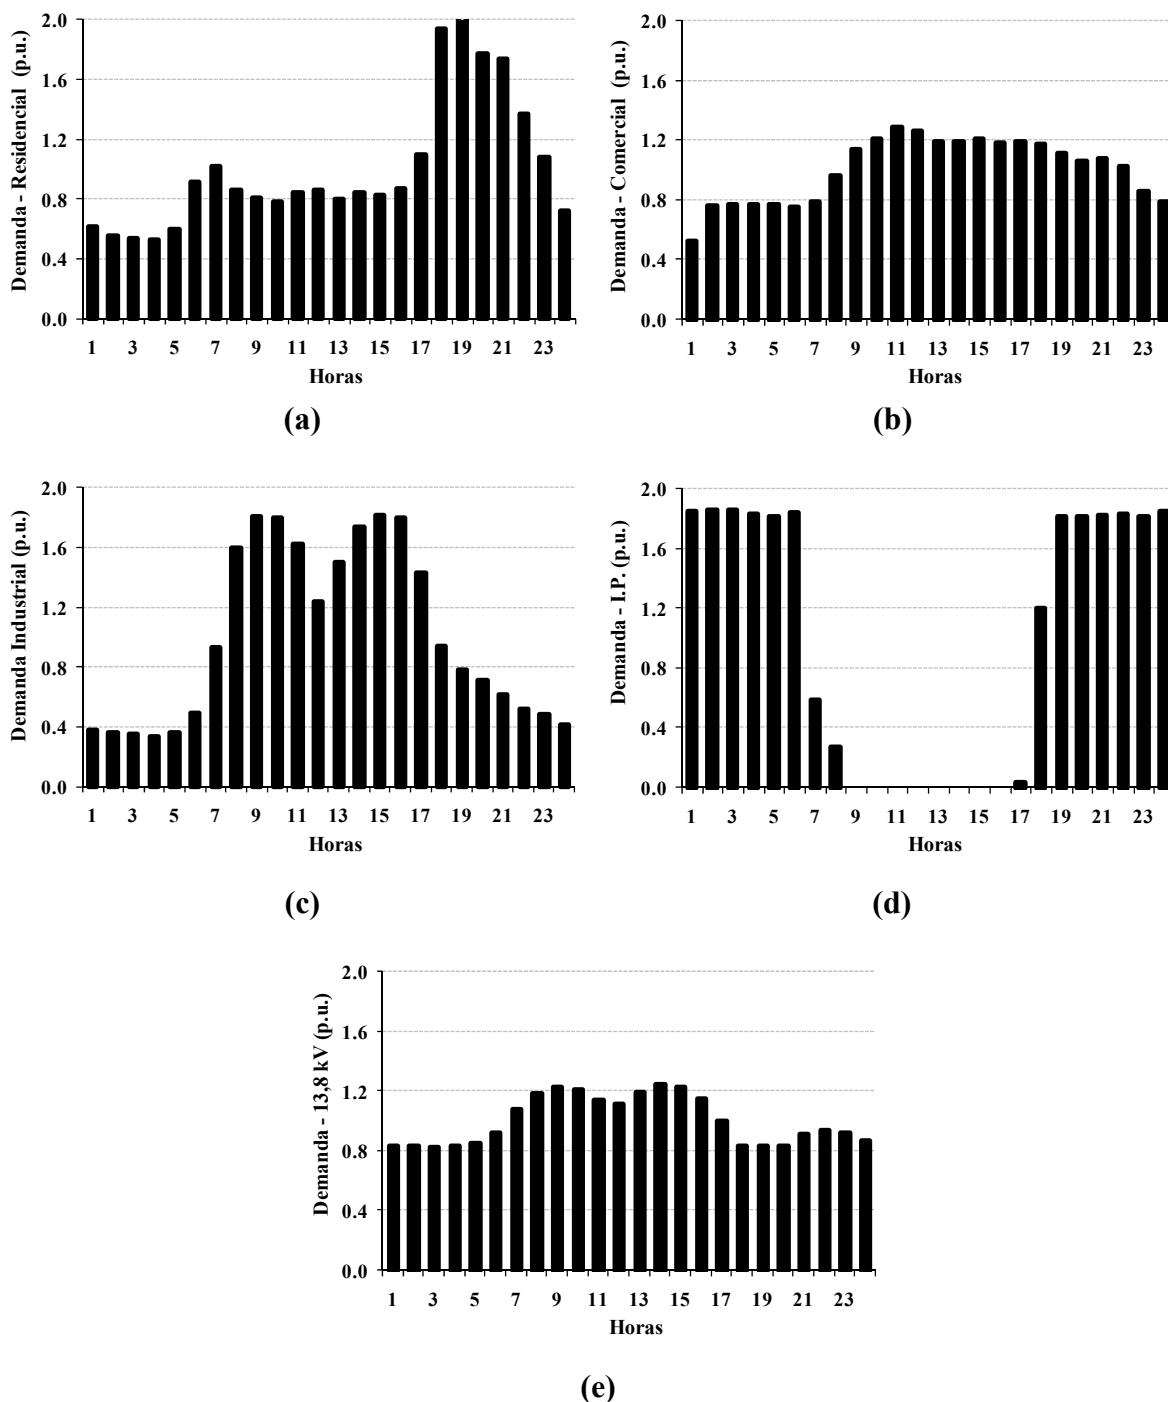 Demanda - Residencial (p.u.)
2.0
1.6
1.2
0.8
0.4
0.0
1 3 5 7 9 11 13 15 17 19 21 23
Horas
(a)
Demanda - Comercial (p.u.)
2.0
1.6
1.2
0.8
0.4
0.0
1 3 5 7 9 11 13 15 17 19 21 23
Horas
(b)
Demanda Industrial (p.u.)
2.0
1.6
1.2
0.8
0.4
0.0
1 3 5 7 9 11 13 15 17 19 21 23
Horas
(c)
Demanda - I.P. (p.u.)
2.0
1.6
1.2
0.8
0.4
0.0
1 3 5 7 9 11 13 15 17 19 21 23
Horas
(d)
Demanda - 13,8 kV (p.u.)
2.0
1.6
1.2
0.8
0.4
0.0
1 3 5 7 9 11 13 15 17 19 21 23
Horas
(e)